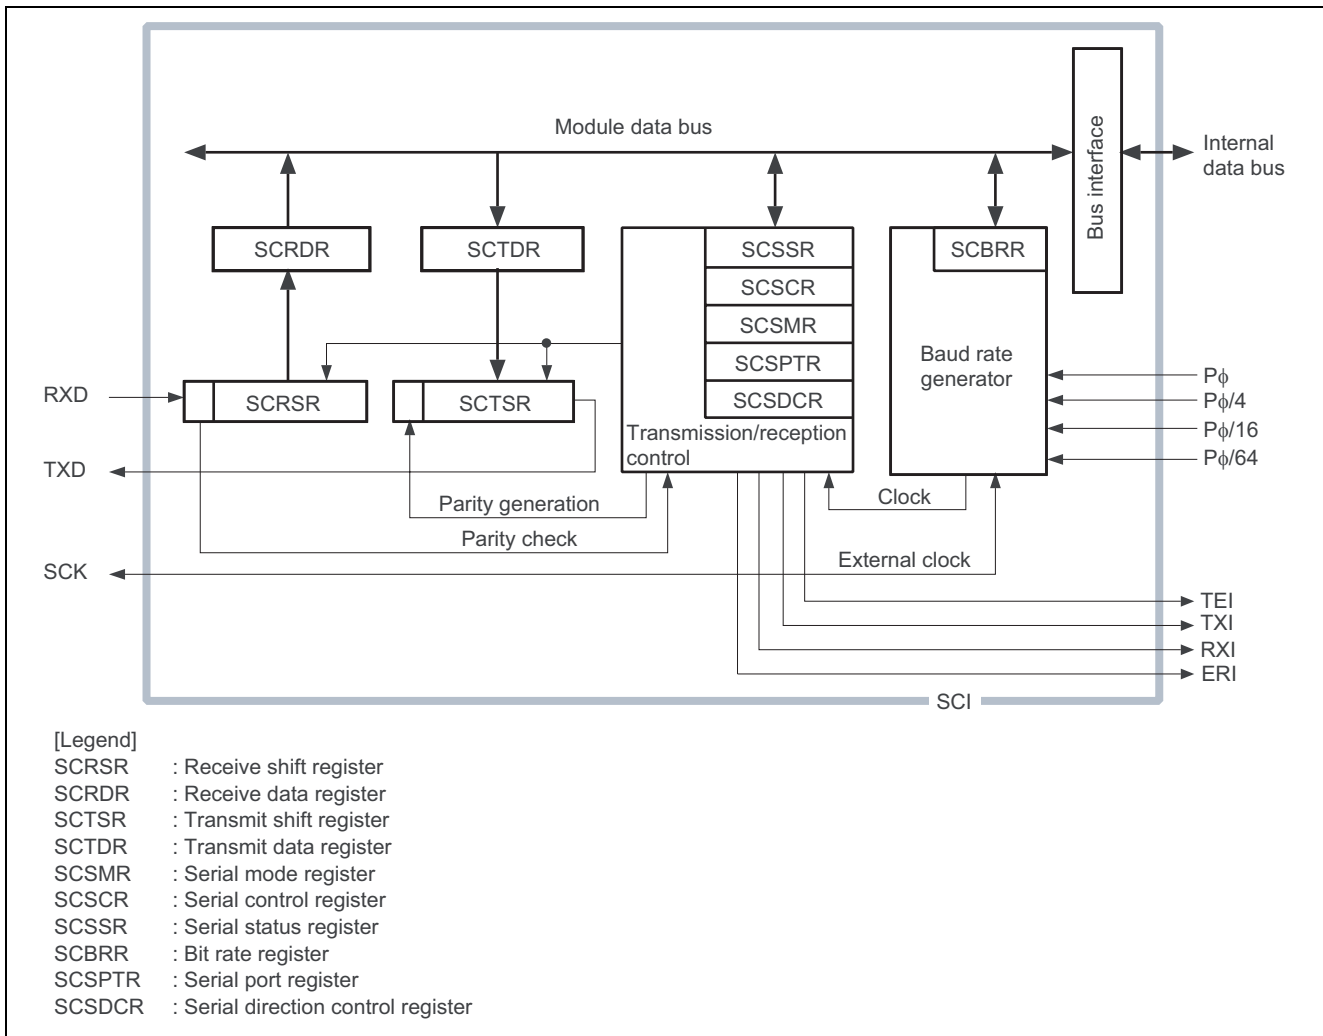 Module data bus
Bus interface
Internal
data bus
SCRDR
SCTDR
SCSSR
SCSCR
SCSMR
SCSPTR
SCSDCR
Transmission/reception
control
SCBRR
Baud rate
generator
Pϕ
Pϕ/4
Pϕ/16
Pϕ/64
RXD
SCRSR
SCTSR
TXD
Parity generation
Clock
Parity check
SCK
External clock
TEI
TXI
RXI
ERI
SCI
[Legend]
SCRSR : Receive shift register
SCRDR : Receive data register
SCTSR : Transmit shift register
SCTDR : Transmit data register
SCSMR : Serial mode register
SCSCR : Serial control register
SCSSR : Serial status register
SCBRR : Bit rate register
SCSPTR : Serial port register
SCSDCR : Serial direction control register